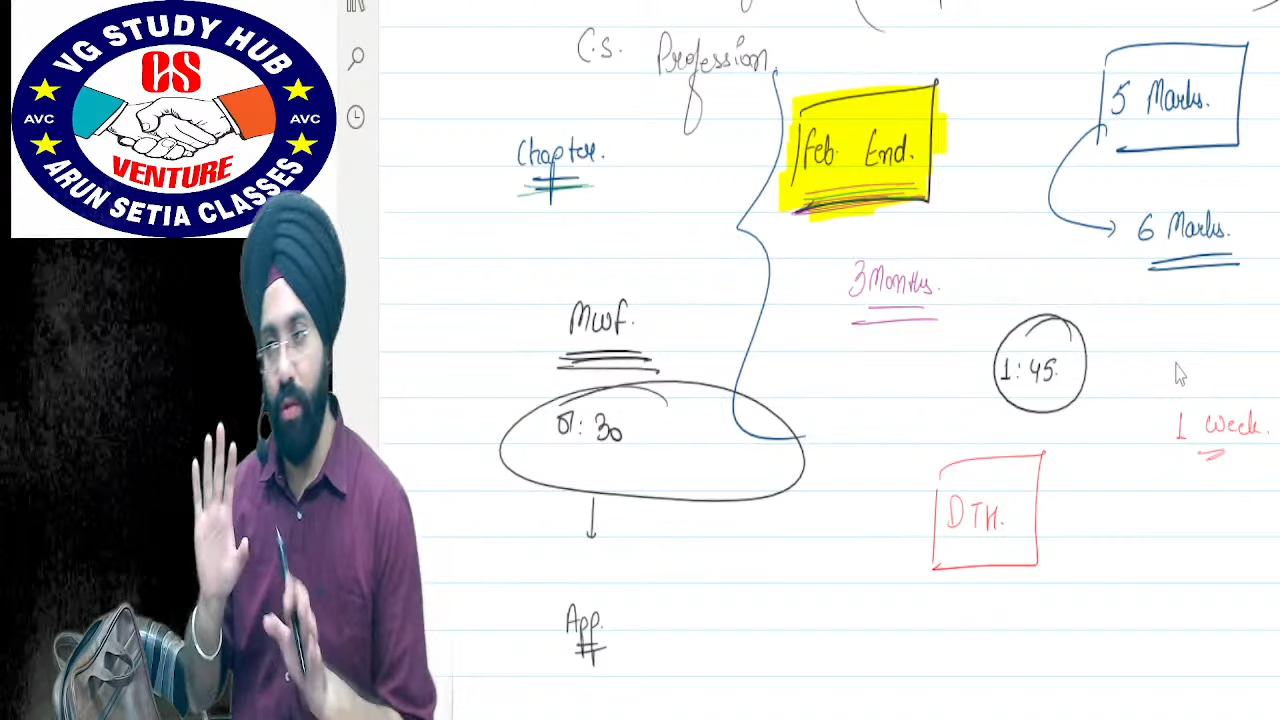 VG STUDY HUB
CS
AVC
AVC
VENTURE
ARUN SETIA CLASSES
C.S. Profession
Chapter.
Feb End.
5 Marks.
6 Marks.
3 Months.
Mwf.
1:45
: 30
1 week.
DTH.
App.